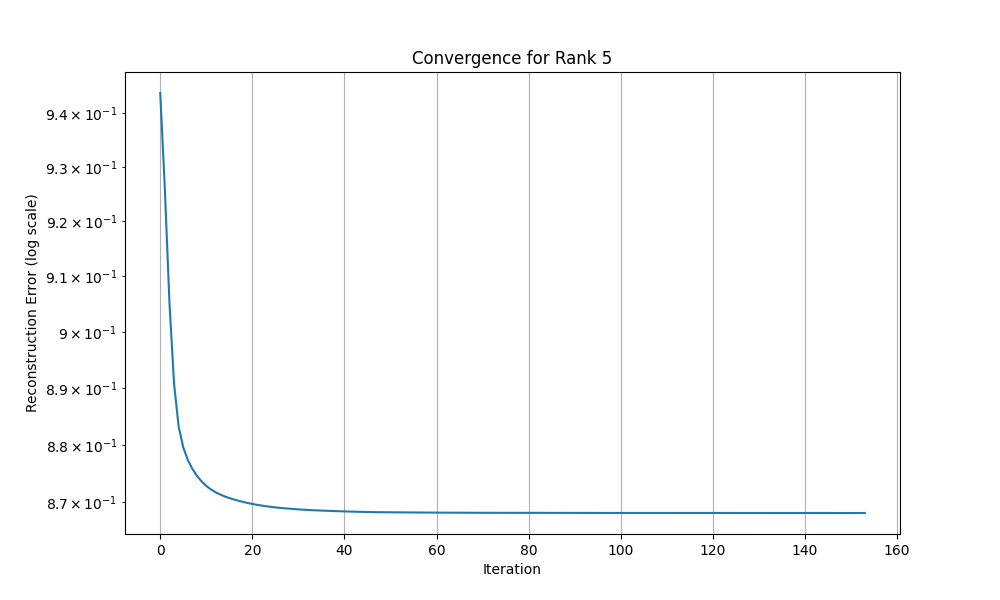 Convergence for Rank 5
Reconstruction Error (log scale)
9.4 × 10⁻¹
9.3 × 10⁻¹
9.2 × 10⁻¹
9.1 × 10⁻¹
9 × 10⁻¹
8.9 × 10⁻¹
8.8 × 10⁻¹
8.7 × 10⁻¹
0 20 40 60 80 100 120 140 160
Iteration